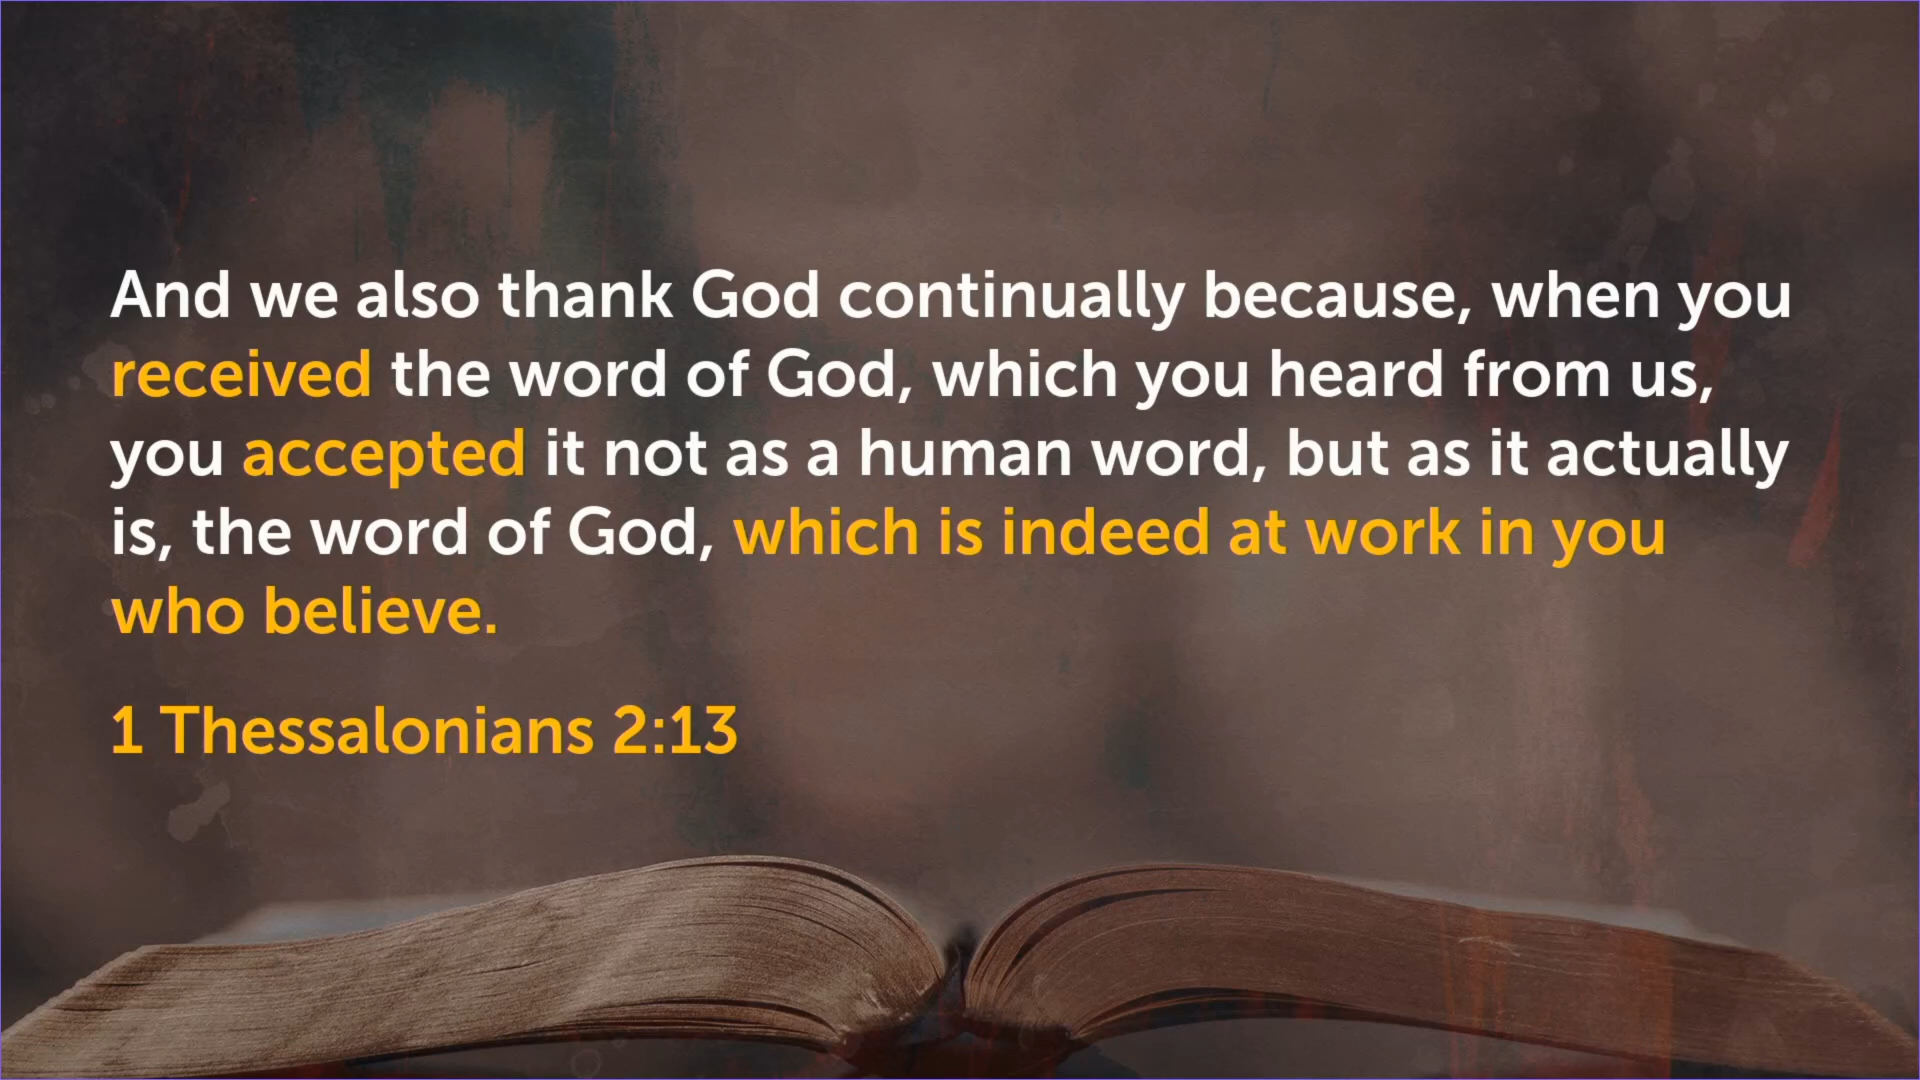 And we also thank God continually because, when you
received the word of God, which you heard from us,
you accepted it not as a human word, but as it actually
is, the word of God, which is indeed at work in you
who believe.
1 Thessalonians 2:13